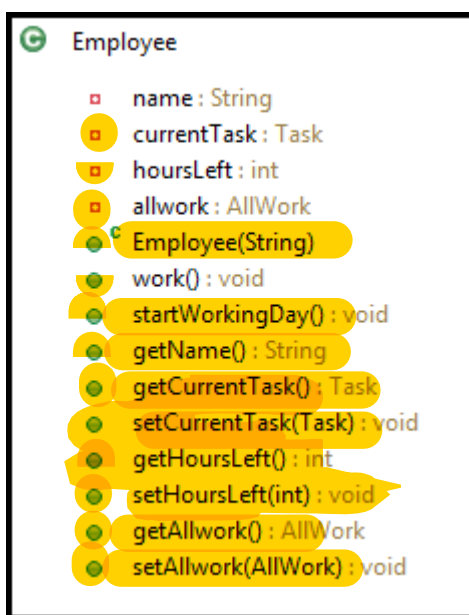 C Employee
name : String
currentTask : Task
hoursLeft : int
allwork : AllWork
C Employee(String)
work() : void
startWorkingDay() : void
getName() : String
getCurrentTask() : Task
setCurrentTask(Task) : void
getHoursLeft() : int
setHoursLeft(int) : void
getAllwork() : AllWork
setAllwork(AllWork) : void